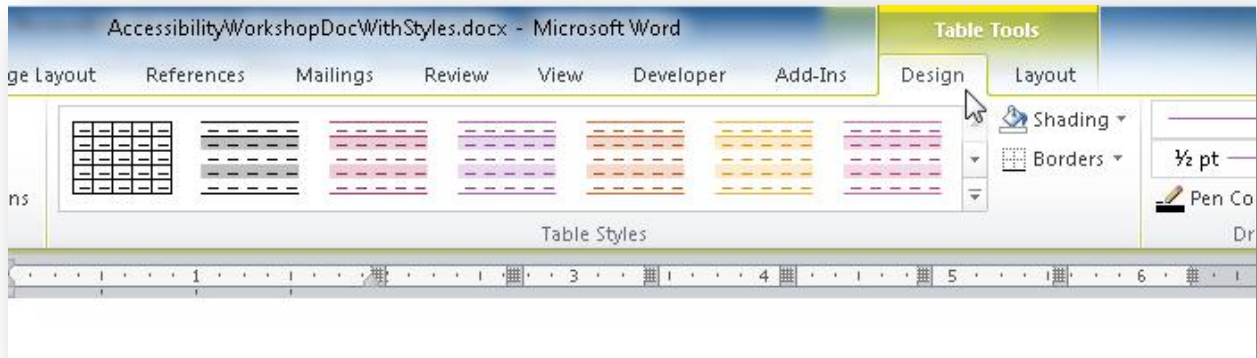 AccessibilityWorkshopDocWithStyles.docx - Microsoft Word
Table Tools
ge Layout References Mailings Review View Developer Add-Ins Design Layout
Shading
Borders
½ pt
ns
Pen Co
Table Styles
Dr
1 3 4 5 6